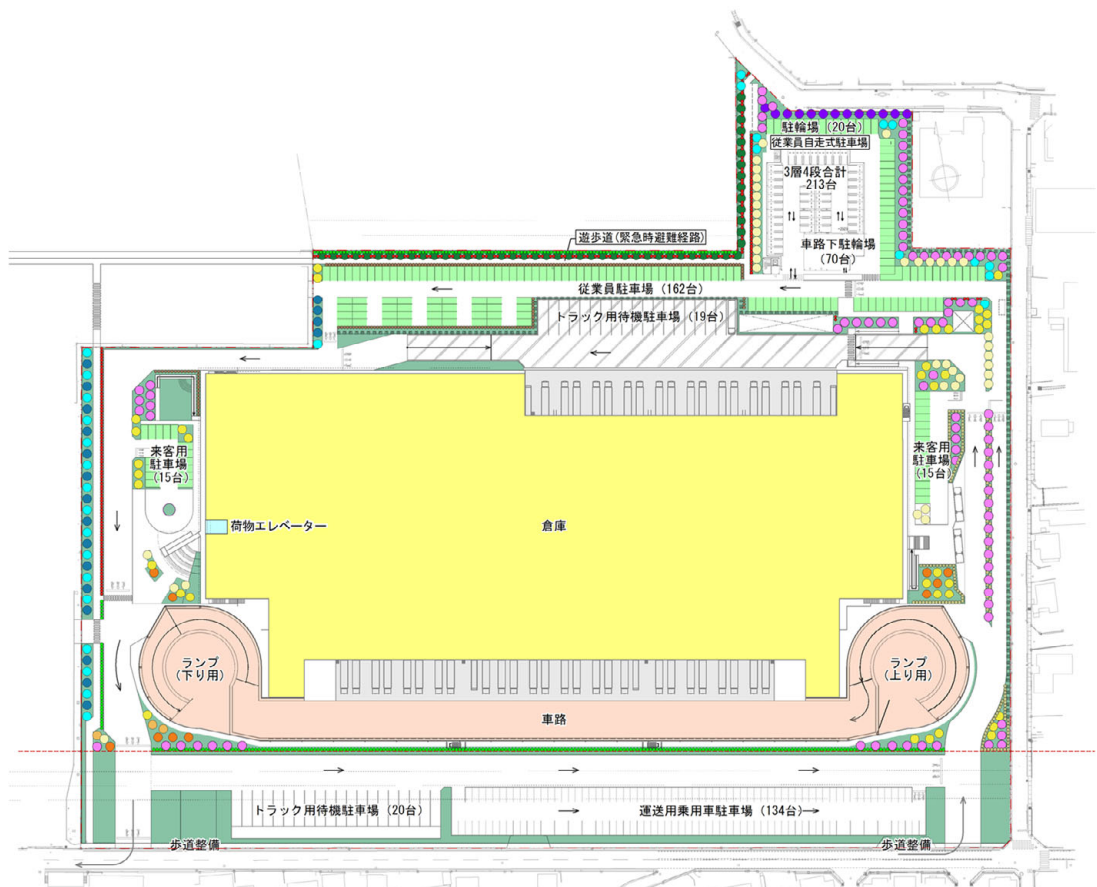 駐輪場（20台）
従業員自走式駐車場
3層4段合計
213台
車路下駐輪場
（70台）
遊歩道(緊急時避難経路)
従業員駐車場（162台）
トラック用待機駐車場（19台）
来客用
駐車場
（15台）
来客用
駐車場
（15台）
荷物エレベーター
倉庫
ランプ
（下り用）
ランプ
（上り用）
車路
トラック用待機駐車場（20台）
運送用乗用車駐車場（134台）
歩道整備
歩道整備